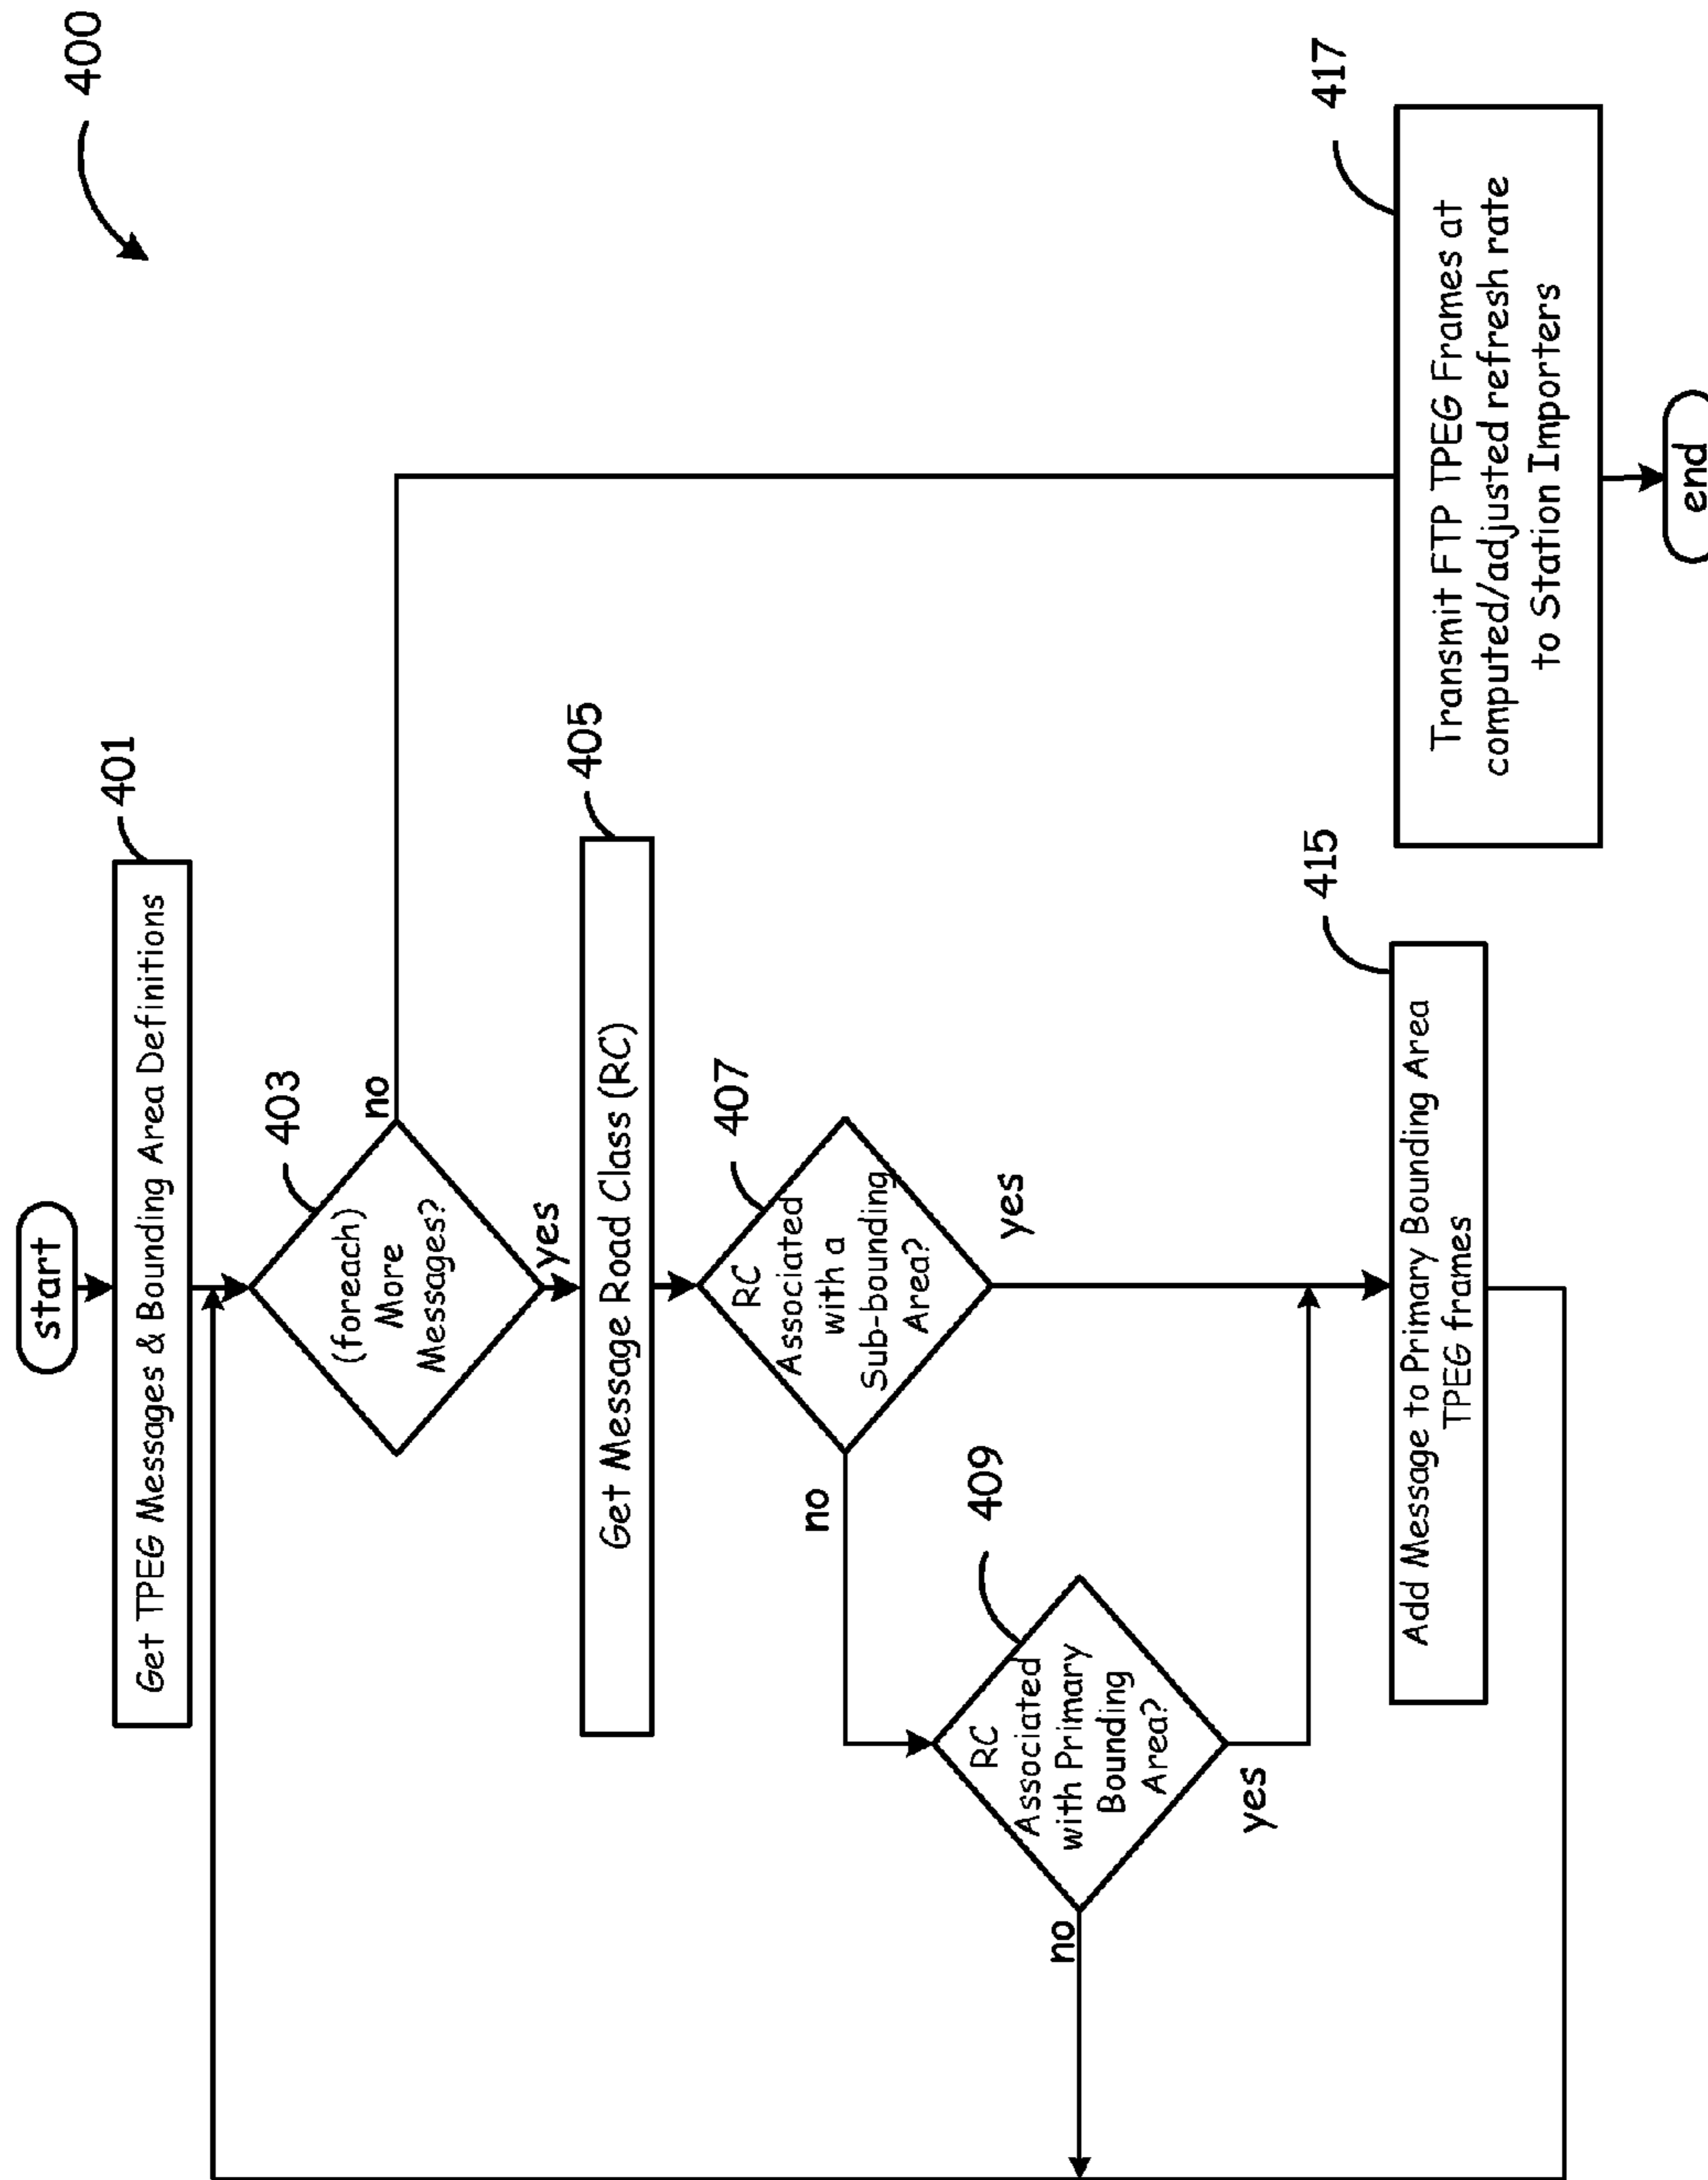 400
start
401
Get TPEG Messages & Bounding Area Definitions
403
(foreach)
More
Messages?
no
yes
405
Get Message Road Class (RC)
407
RC
Associated
with a
Sub-bounding
Area?
no
yes
409
RC
Associated
with Primary
Bounding
Area?
no
yes
415
Add Message to Primary Bounding Area
TPEG frames
417
Transmit FTP TPEG Frames at
computed/adjusted refresh rate
to Station Importers
end